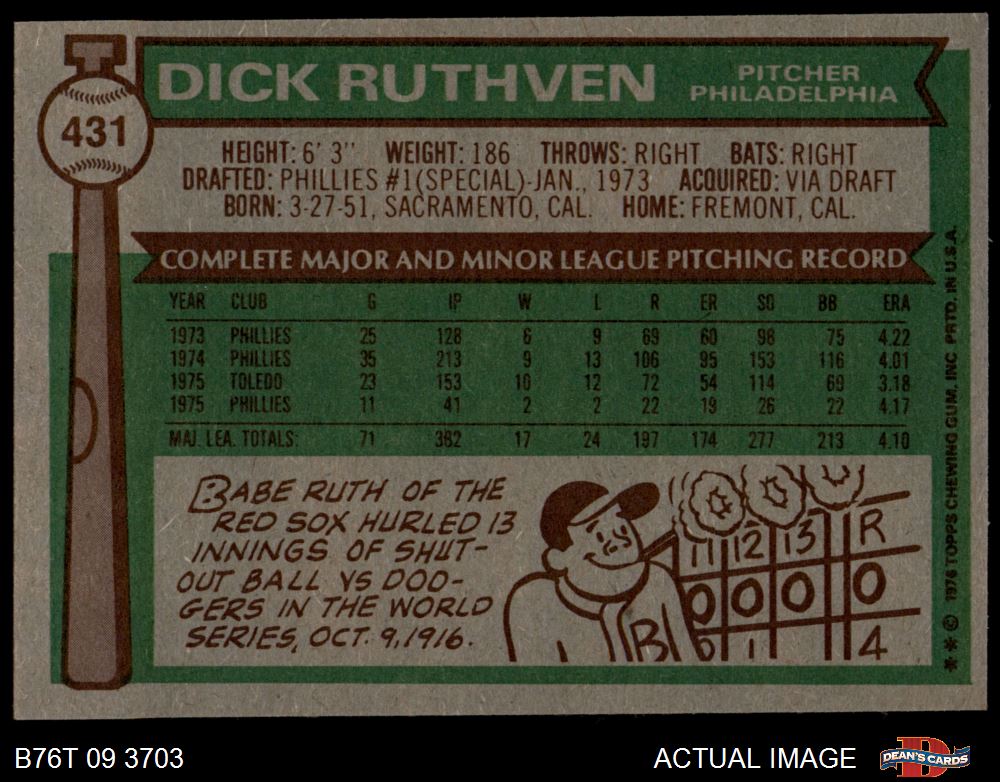 DICK RUTHVEN
PITCHER
PHILADELPHIA
431
HEIGHT: 6' 3" WEIGHT: 186 THROWS: RIGHT BATS: RIGHT
DRAFTED: PHILLIES #1(SPECIAL)-JAN., 1973 ACQUIRED: VIA DRAFT
BORN: 3-27-51, SACRAMENTO, CAL. HOME: FREMONT, CAL.
COMPLETE MAJOR AND MINOR LEAGUE PITCHING RECORD
YEAR CLUB G IP W L R ER SO BB ERA
1973 PHILLIES 25 128 6 9 69 60 98 75 4.22
1974 PHILLIES 35 213 9 13 106 95 153 116 4.01
1975 TOLEDO 23 153 10 12 72 54 114 69 3.18
1975 PHILLIES 11 41 2 2 22 19 26 22 4.17
MAJ. LEA. TOTALS: 71 382 17 24 197 174 277 213 4.10
BABE RUTH OF THE
RED SOX HURLED 13
INNINGS OF SHUT-
OUT BALL VS DOD-
GERS IN THE WORLD
SERIES, OCT. 9, 1916.
11 12 13 R
0 0 0 0
0 1 4
B
** © 1976 TOPPS CHEWING GUM, INC PRTD. IN U.S.A.
B76T 09 3703
ACTUAL IMAGE
D
DEAN'S CARDS